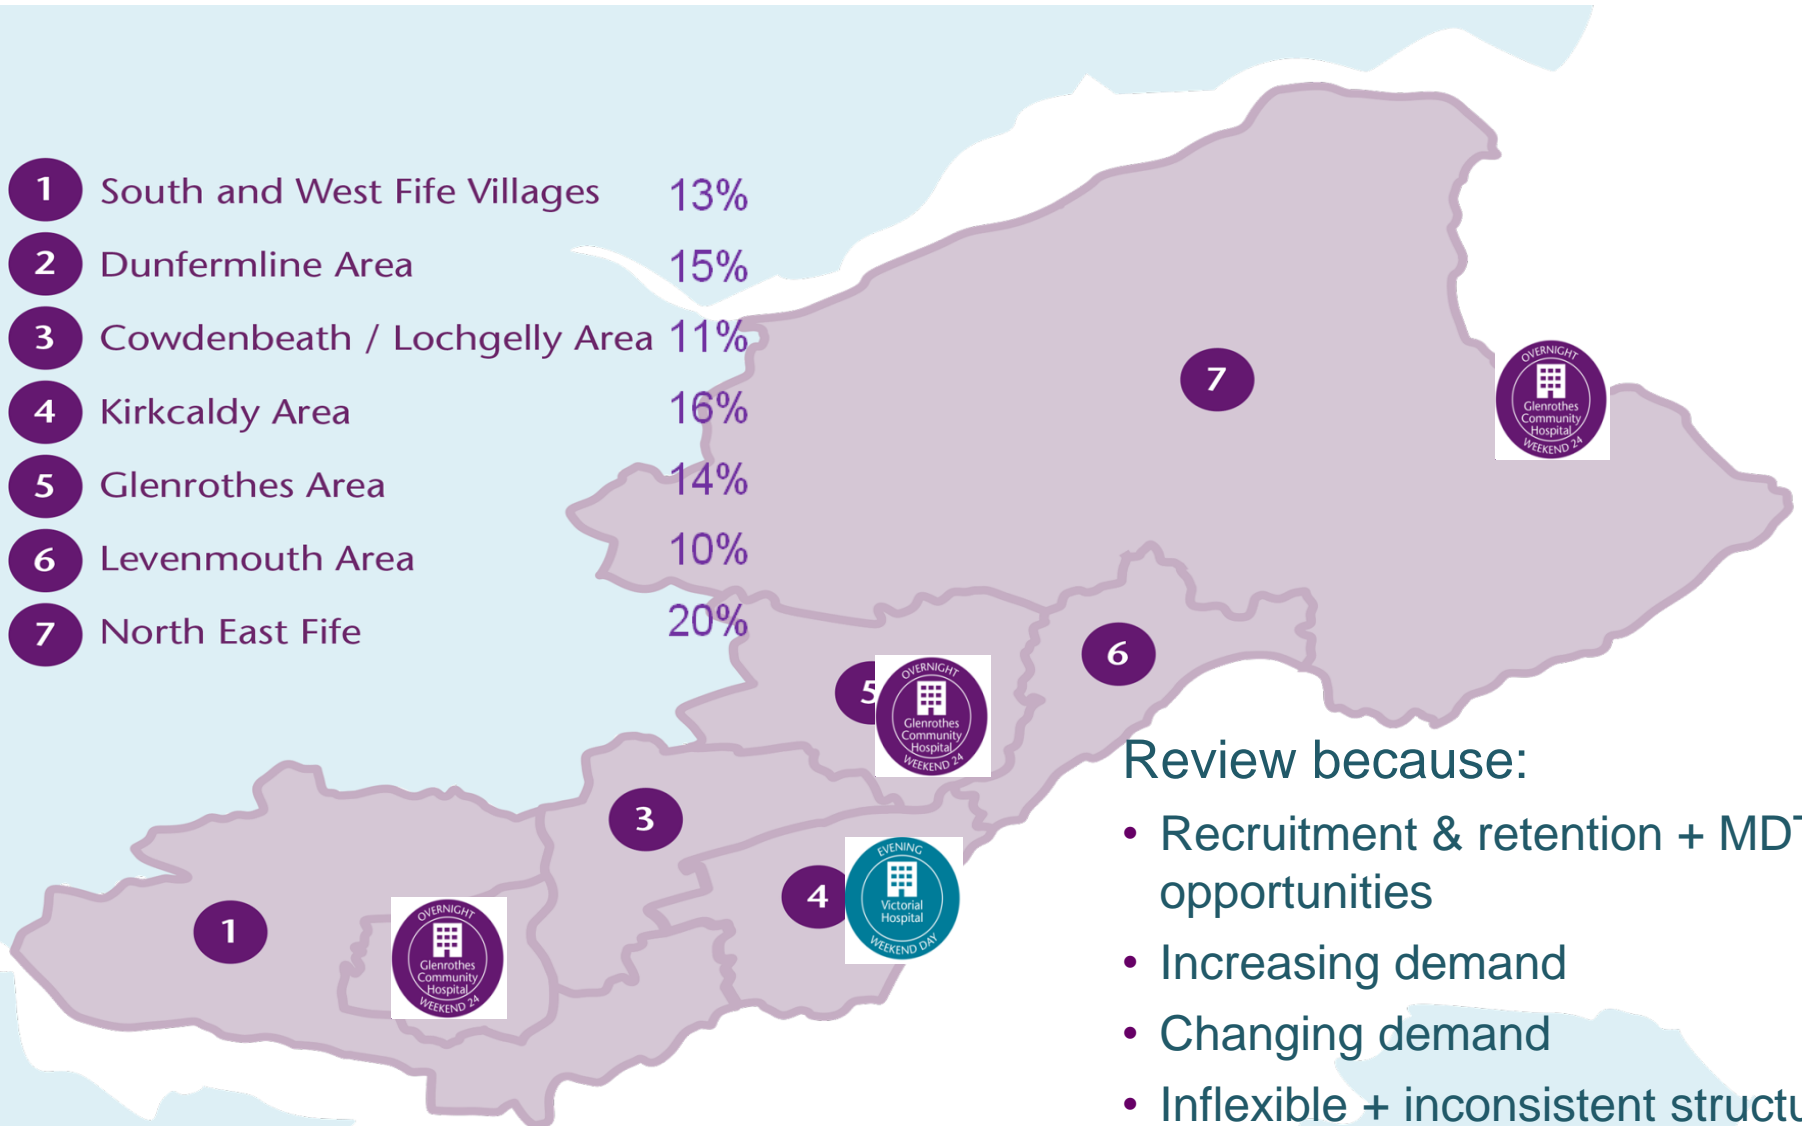 1 South and West Fife Villages 13%
2 Dunfermline Area 15%
3 Cowdenbeath / Lochgelly Area 11%
4 Kirkcaldy Area 16%
5 Glenrothes Area 14%
6 Levenmouth Area 10%
7 North East Fife 20%
7
OVERNIGHT
Glenrothes
Community
Hospital
WEEKEND 24
6
5
OVERNIGHT
Glenrothes
Community
Hospital
WEEKEND 24
3
4
EVENING
Victorial
Hospital
WEEKEND DAY
1
OVERNIGHT
Glenrothes
Community
Hospital
WEEKEND 24
Review because:
• Recruitment & retention + MDT
opportunities
• Increasing demand
• Changing demand
• Inflexible + inconsistent